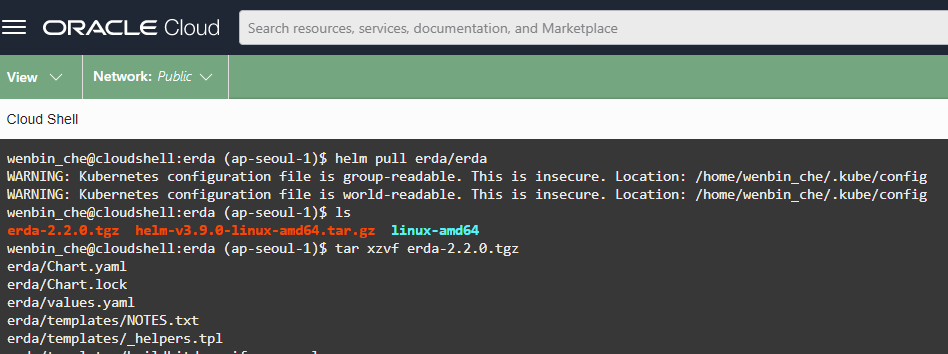 ORACLE Cloud
Search resources, services, documentation, and Marketplace
View
Network: Public
Cloud Shell
wenbin_che@cloudshell:erda (ap-seoul-1)$ helm pull erda/erda
WARNING: Kubernetes configuration file is group-readable. This is insecure. Location: /home/wenbin_che/.kube/config
WARNING: Kubernetes configuration file is world-readable. This is insecure. Location: /home/wenbin_che/.kube/config
wenbin_che@cloudshell:erda (ap-seoul-1)$ ls
erda-2.2.0.tgz helm-v3.9.0-linux-amd64.tar.gz linux-amd64
wenbin_che@cloudshell:erda (ap-seoul-1)$ tar xzvf erda-2.2.0.tgz
erda/Chart.yaml
erda/Chart.lock
erda/values.yaml
erda/templates/NOTES.txt
erda/templates/_helpers.tpl